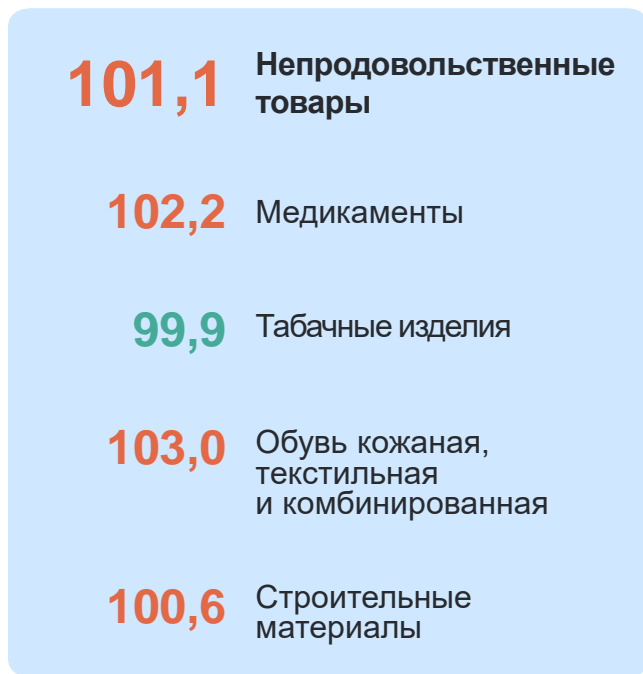 101,1 Непродовольственные
товары
102,2 Медикаменты
99,9 Табачные изделия
103,0 Обувь кожаная,
текстильная
и комбинированная
100,6 Строительные
материалы